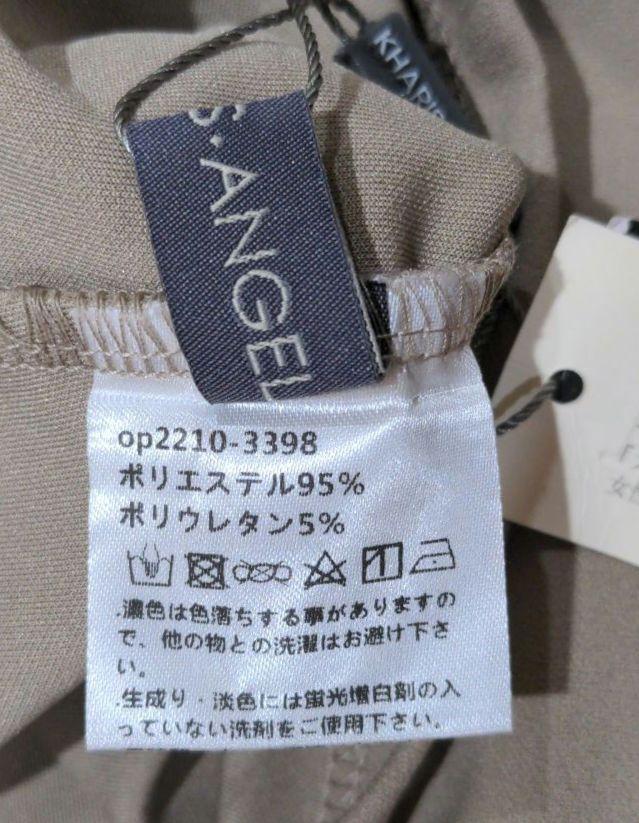 KHARIS
S·ANGEL
op2210-3398
ポリエステル95%
ポリウレタン5%
.濃色は色落ちする事がありますの
で、他の物との洗濯はお避け下さ
い。
.生成り・淡色には蛍光増白剤の入
っていない洗剤をご使用下さい。
女